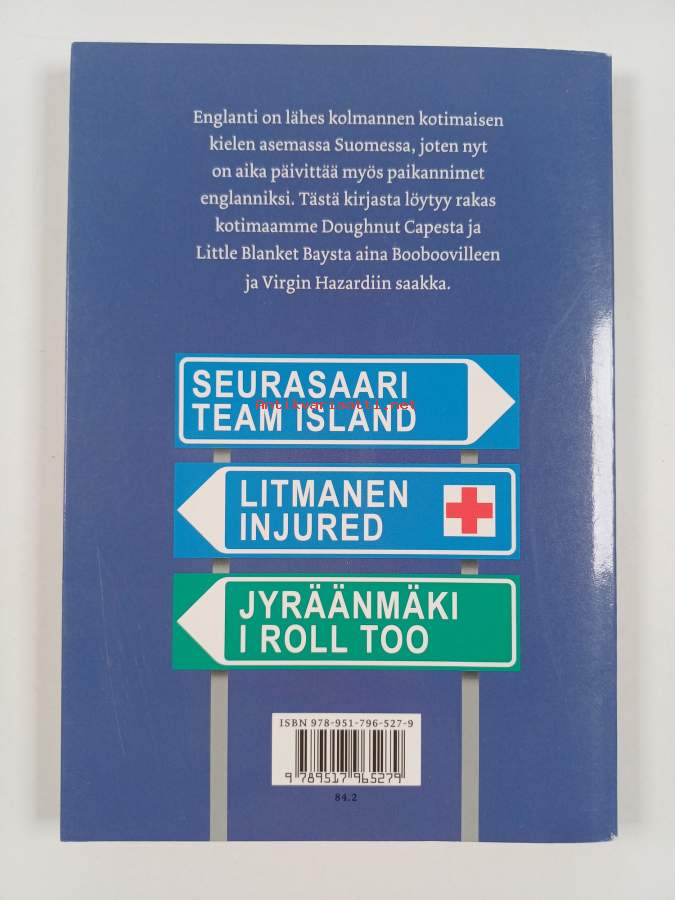 Englanti on lähes kolmannen kotimaisen
kielen asemassa Suomessa, joten nyt
on aika päivittää myös paikannimet
englanniksi. Tästä kirjasta löytyy rakas
kotimaamme Doughnut Capesta ja
Little Blanket Baysta aina Booboovilleen
ja Virgin Hazardiin saakka.
SEURASAARI
TEAM ISLAND
Antikvariaatti.net
LITMANEN
INJURED
JYRÄÄNMÄKI
I ROLL TOO
ISBN 978-951-796-527-9
9 789517 965279
84.2